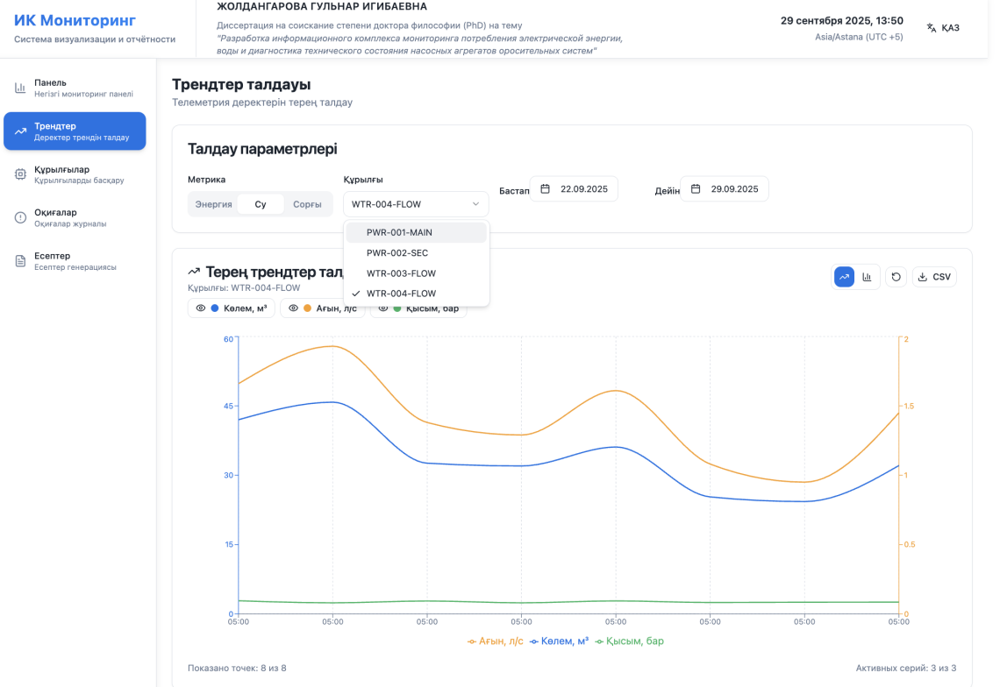 ИК Мониторинг
Система визуализации и отчётности
ЖОЛДАНГАРОВА ГУЛЬНАР ИГИБАЕВНА
Диссертация на соискание степени доктора философии (PhD) на тему
"Разработка информационного комплекса мониторинга потребления электрической энергии,
воды и диагностика технического состояния насосных агрегатов оросительных систем"
29 сентября 2025, 13:50
Asia/Astana (UTC +5)
ҚАЗ
Панель
Негізгі мониторинг панелі
Трендтер
Деректер трендін талдау
Құрылғылар
Құрылғыларды басқару
Оқиғалар
Оқиғалар журналы
Есептер
Есептер генерациясы
Трендтер талдауы
Телеметрия деректерін терең талдау
Талдау параметрлері
Метрика
Энергия Су Сорғы
Құрылғы
WTR-004-FLOW
Бастап 22.09.2025
Дейін 29.09.2025
PWR-001-MAIN
PWR-002-SEC
WTR-003-FLOW
WTR-004-FLOW
Терең трендтер тал
Құрылғы: WTR-004-FLOW
CSV
Көлем, м³ Ағын, л/с Қысым, бар
60 2
45 1,5
30 1
15 0.5
0 0
05:00 05:00 05:00 05:00 05:00 05:00 05:00 05:00
Ағын, л/с Көлем, м³ Қысым, бар
Показано точек: 8 из 8
Активных серий: 3 из 3